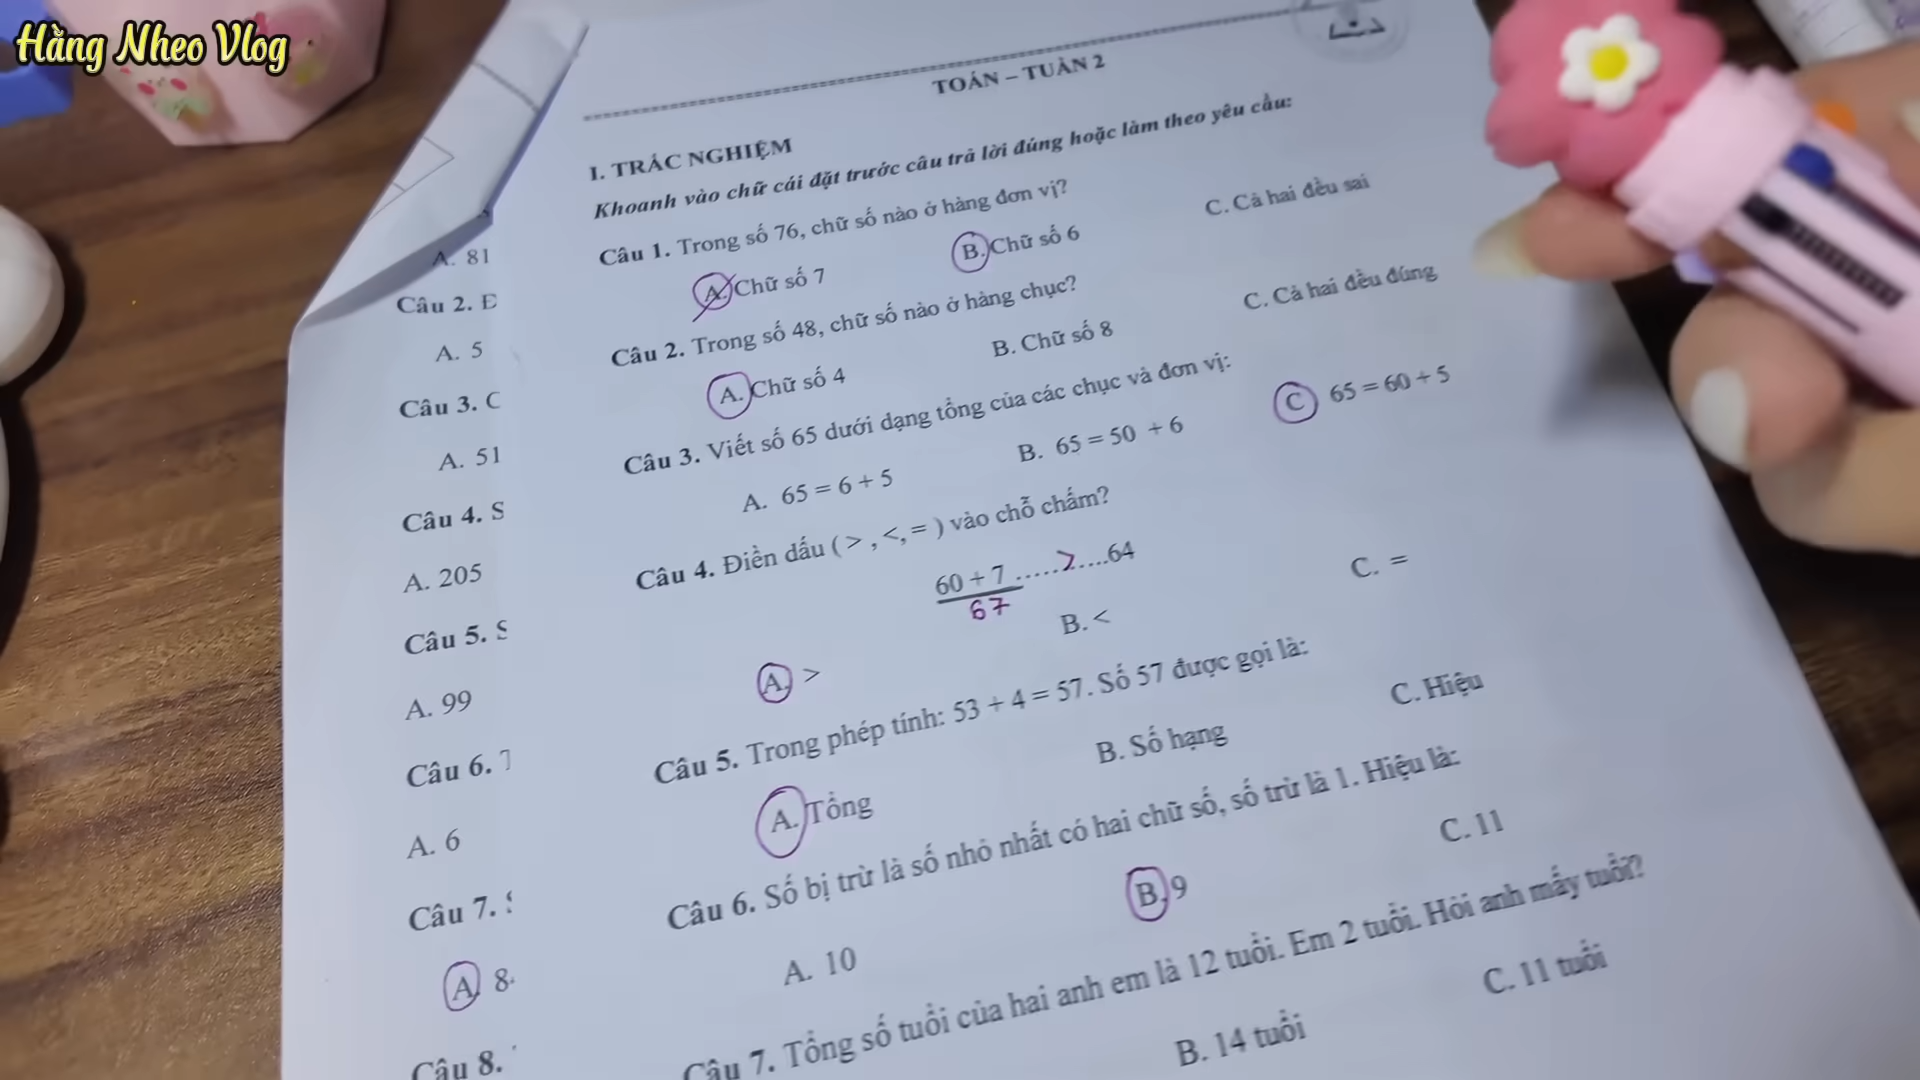 Hằng Nheo Vlog
TOÁN – TUẦN 2
I. TRẮC NGHIỆM
Khoanh vào chữ cái đặt trước câu trả lời đúng hoặc làm theo yêu cầu:
Câu 1. Trong số 76, chữ số nào ở hàng đơn vị?
A. Chữ số 7 B. Chữ số 6 C. Cả hai đều sai
Câu 2. Trong số 48, chữ số nào ở hàng chục?
A. Chữ số 4 B. Chữ số 8 C. Cả hai đều đúng
Câu 3. Viết số 65 dưới dạng tổng của các chục và đơn vị:
A. 65 = 6 + 5 B. 65 = 50 + 6 C 65 = 60 + 5
Câu 4. Điền dấu ( > , <, = ) vào chỗ chấm?
60 + 7 .....>....64
67
A. > B. < C. =
Câu 5. Trong phép tính: 53 + 4 = 57. Số 57 được gọi là:
A. Tổng B. Số hạng C. Hiệu
Câu 6. Số bị trừ là số nhỏ nhất có hai chữ số, số trừ là 1. Hiệu là:
A. 10 B. 9 C. 11
Câu 7. Tổng số tuổi của hai anh em là 12 tuổi. Em 2 tuổi. Hỏi anh mấy tuổi?
B. 14 tuổi C. 11 tuổi
A. 81
Câu 2.
A. 5
Câu 3.
A. 51
Câu 4. S
A. 205
Câu 5. S
A. 99
Câu 6.
A. 6
Câu 7.
A 8
Câu 8.